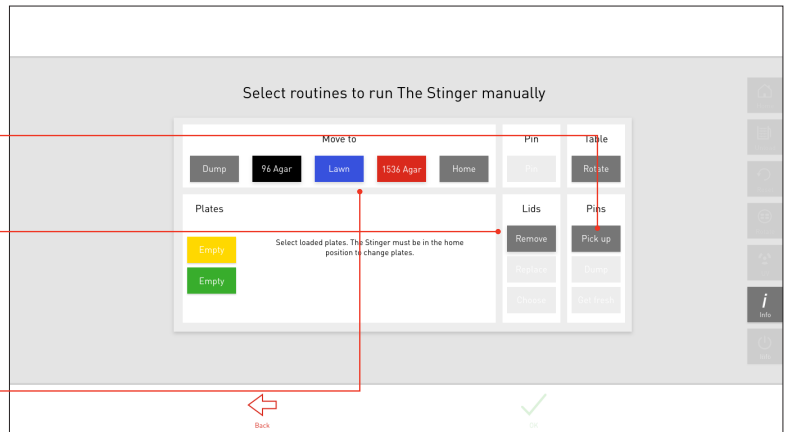 Select routines to run The Stinger manually
Move to
Pin
Table
Dump
96 Agar
Lawn
1536 Agar
Home
Pin
Rotate
Plates
Lids
Pins
Empty
Empty
Select loaded plates. The Stinger must be in the home
position to change plates.
Remove
Pick up
Replace
Dump
Choose
Get fresh
Info
Back
OK